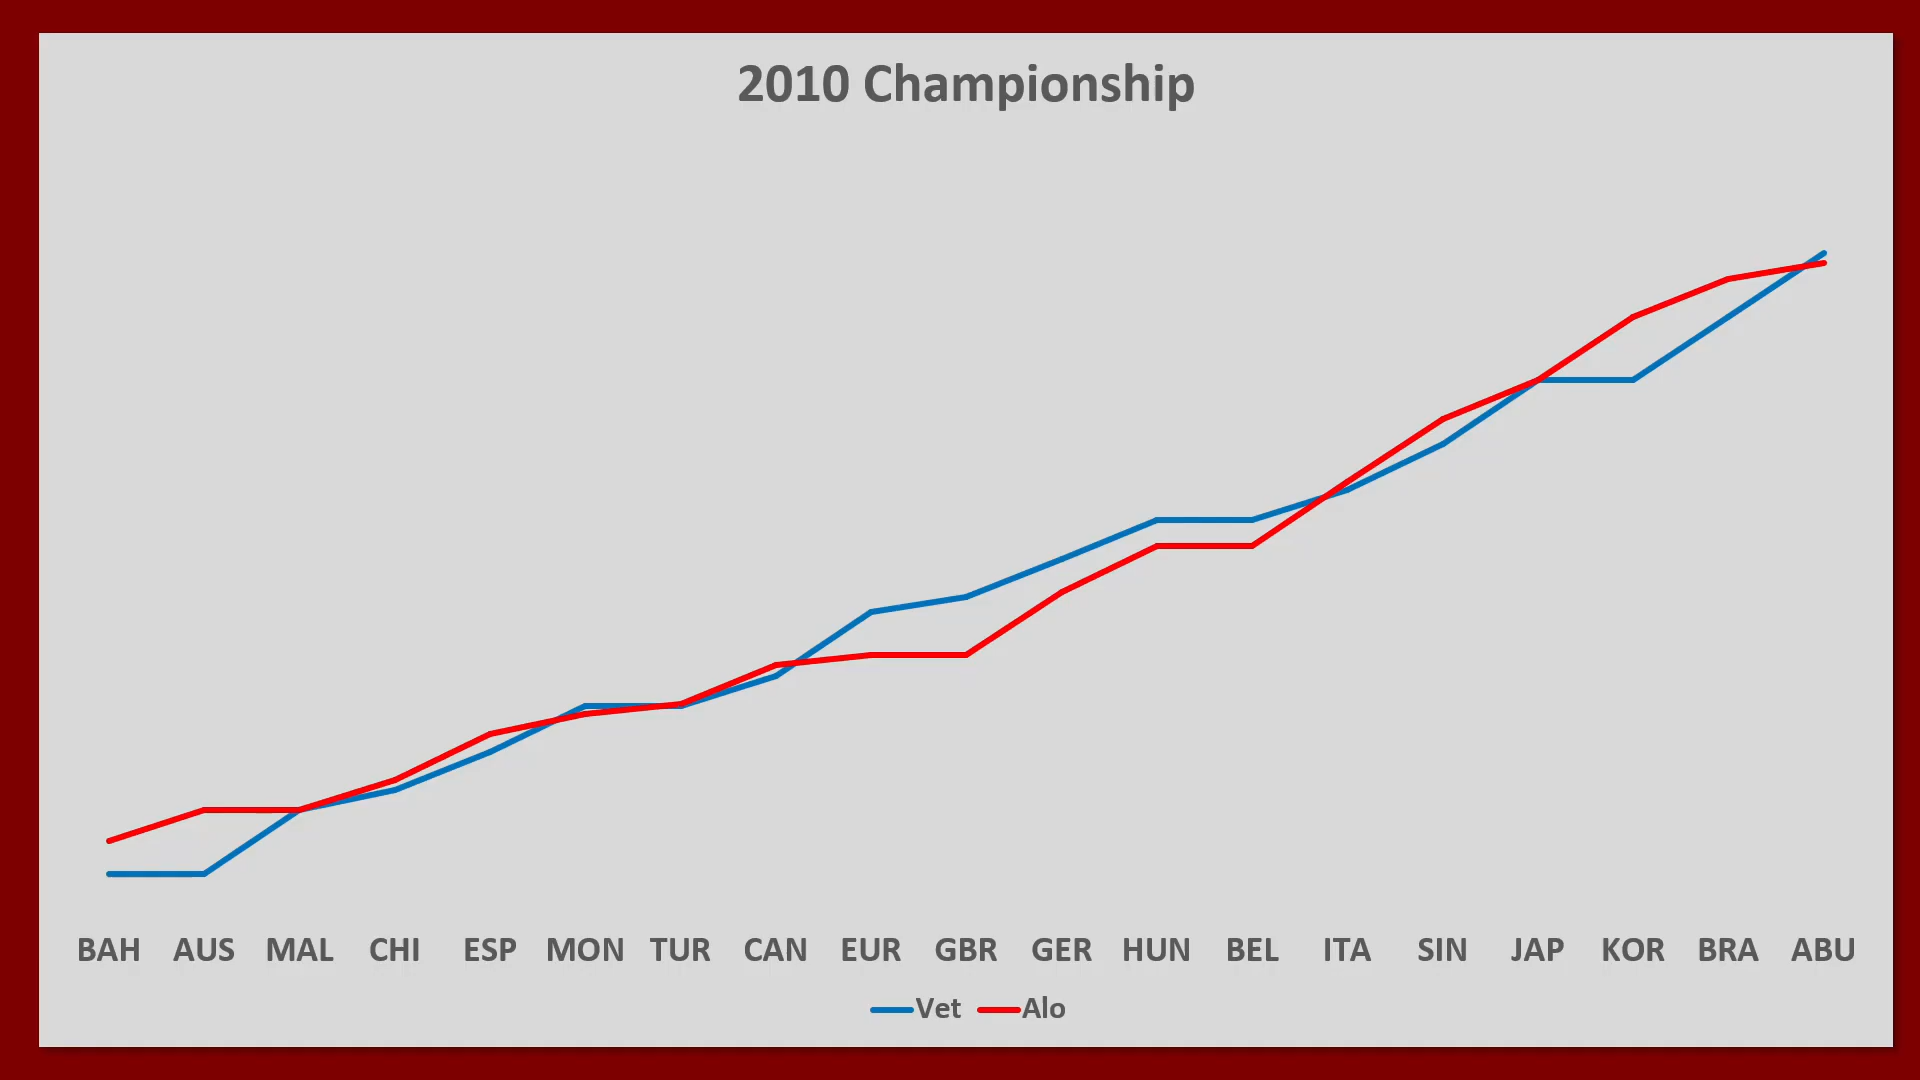 2010 Championship
BAH AUS MAL CHI ESP MON TUR CAN EUR GBR GER HUN BEL ITA SIN JAP KOR BRA ABU
Vet Alo